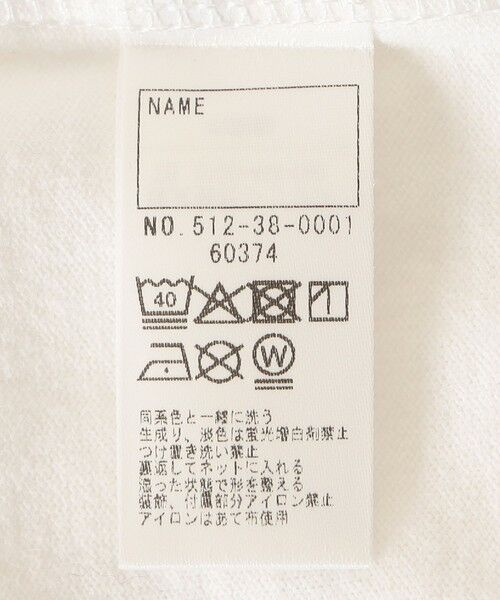 NAME
NO. 512-38-0001
60374
40
W
同系色と一緒に洗う
生成り、淡色は蛍光増白剤禁止
つけ置き洗い禁止
裏返してネットに入れる
湿った状態で形を整える
装飾、付属部分アイロン禁止
アイロンはあて布使用